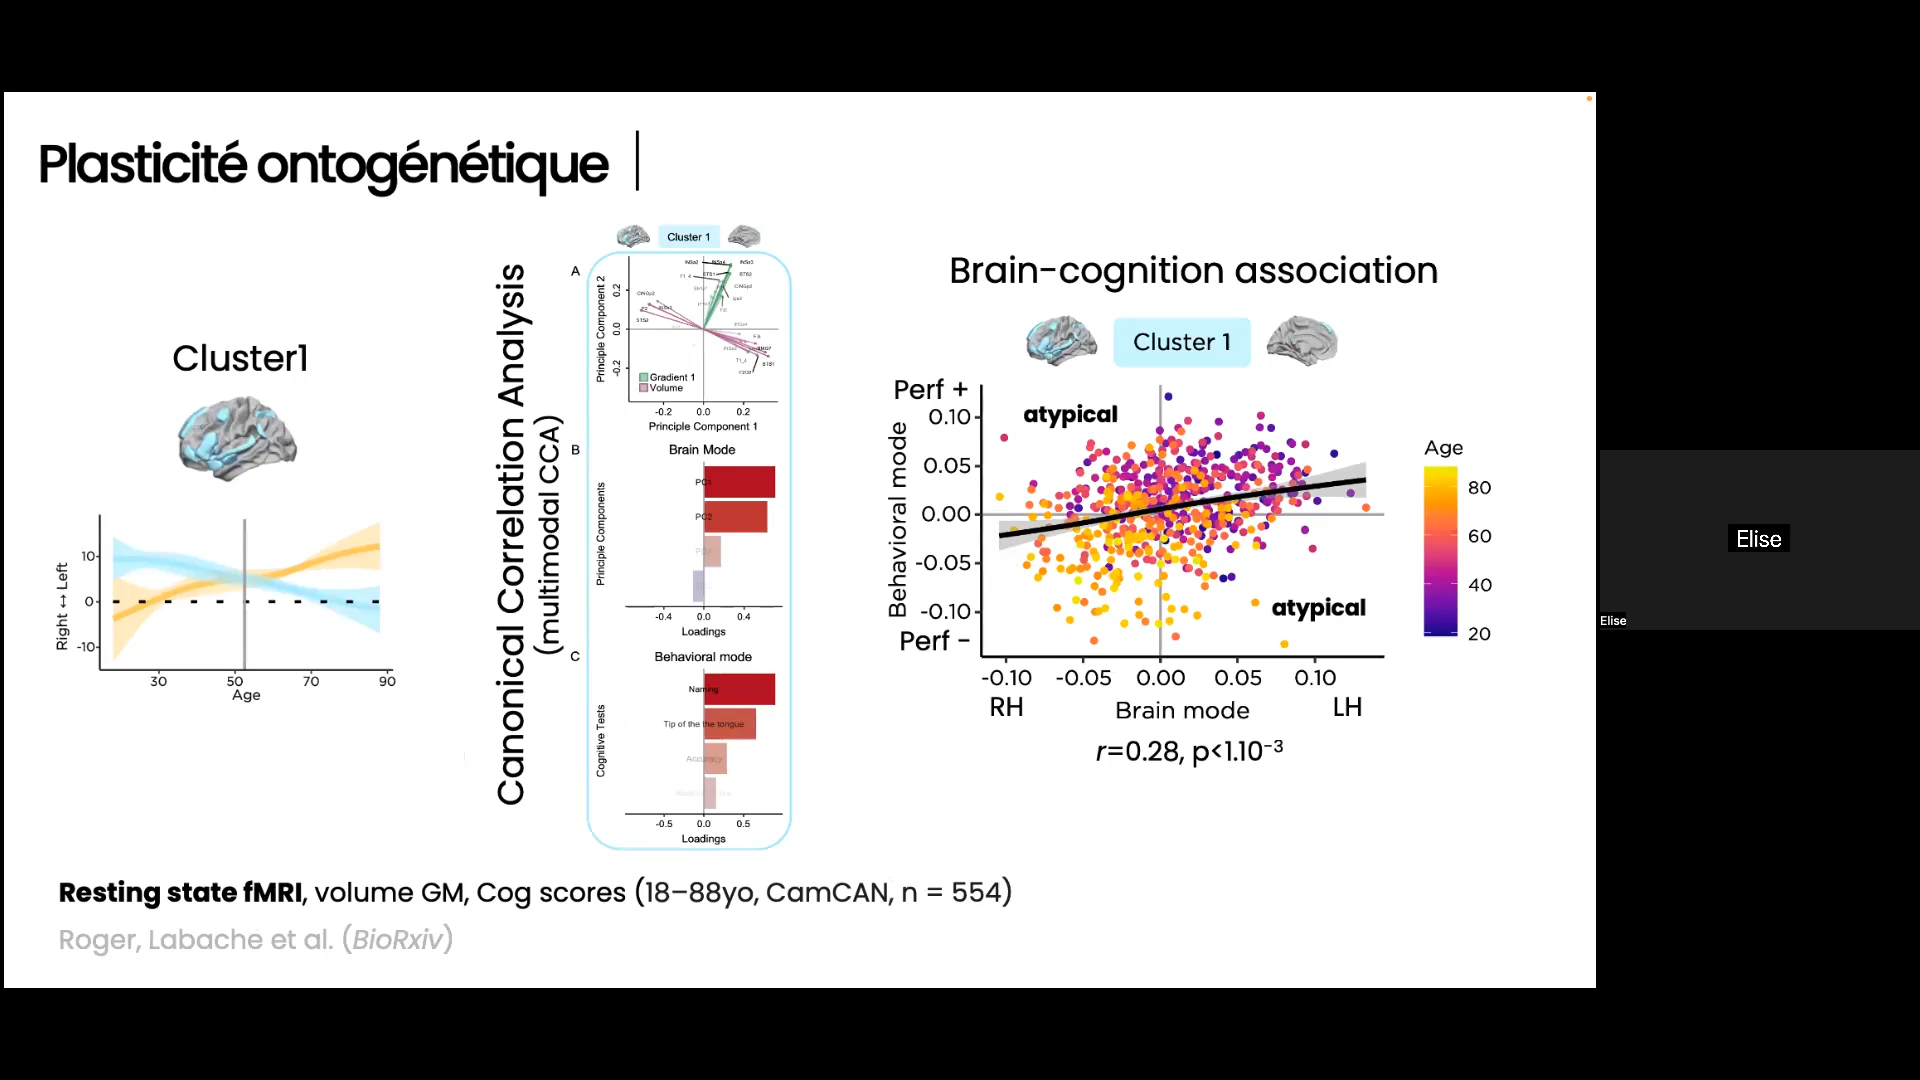 Plasticité ontogénétique
Cluster1
10
0
-10
Right ↔ Left
30 50 70 90
Age
Canonical Correlation Analysis
(multimodal CCA)
Cluster 1
A
Principle Component 2
0.2
0.0
-0.2
Gradient 1
Volume
-0.2 0.0 0.2
Principle Component 1
B
Brain Mode
Principle Components
PC1
PC2
-0.4 0.0 0.4
Loadings
C
Behavioral mode
Cognitive Tests
Naming
Tip of the the tongue
Accuracy
-0.5 0.0 0.5
Loadings
Brain-cognition association
Cluster 1
Perf +
atypical
0.10
0.05
0.00
-0.05
-0.10
Behavioral mode
atypical
Perf -
-0.10 -0.05 0.00 0.05 0.10
RH Brain mode LH
r=0.28, p<1.10⁻³
Age
80
60
40
20
Resting state fMRI, volume GM, Cog scores (18–88yo, CamCAN, n = 554)
Roger, Labache et al. (BioRxiv)
Elise
Elise